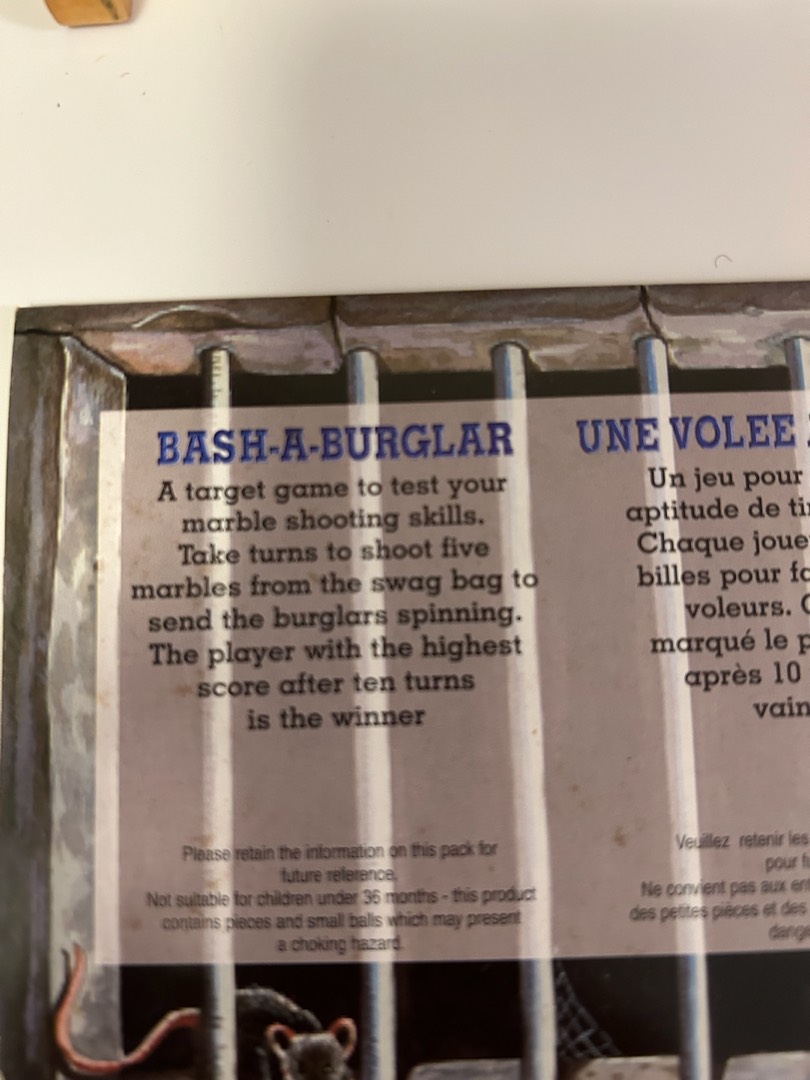 BASH-A-BURGLAR
A target game to test your
marble shooting skills.
Take turns to shoot five
marbles from the swag bag to
send the burglars spinning.
The player with the highest
score after ten turns
is the winner
Please retain the information on this pack for
future reference.
Not suitable for children under 36 months - this product
contains pieces and small balls which may present
a choking hazard.
UNE VOLEE
Un jeu pour
aptitude de
Chaque
billes pour
voleurs.
marqué le
après 10
Veuillez retenir les
pour
Ne convient pas aux
des petites pièces et des